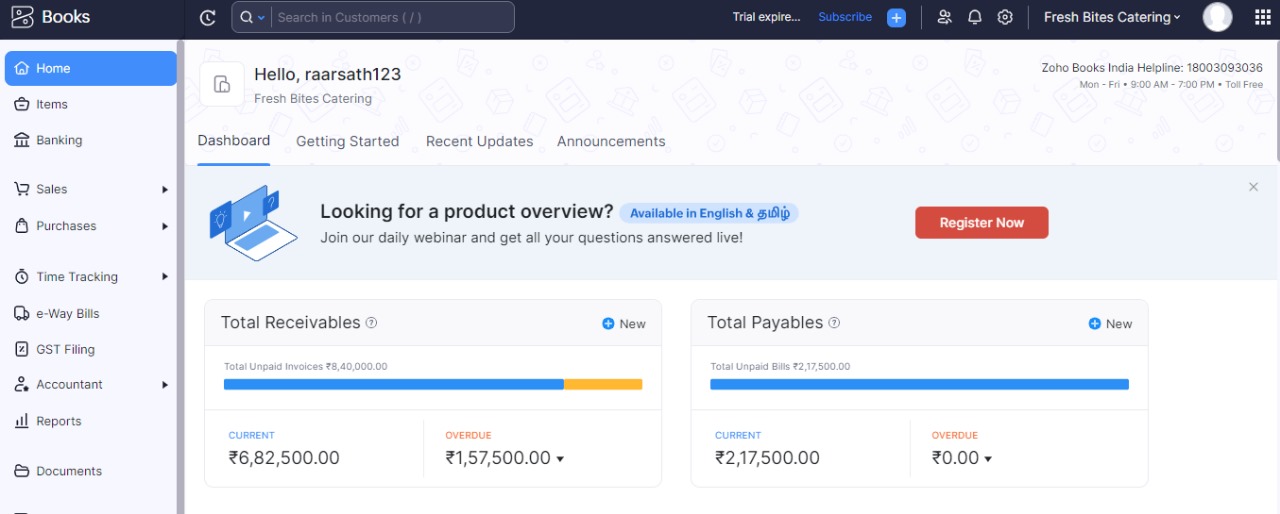 Books
Search in Customers ( / )
Trial expire...
Subscribe
Fresh Bites Catering
Home
Items
Banking
Sales
Purchases
Time Tracking
e-Way Bills
GST Filing
Accountant
Reports
Documents
Hello, raarsath123
Fresh Bites Catering
Zoho Books India Helpline: 18003093036
Mon - Fri • 9:00 AM - 7:00 PM • Toll Free
Dashboard
Getting Started
Recent Updates
Announcements
Looking for a product overview? Available in English & தமிழ்
Join our daily webinar and get all your questions answered live!
Register Now
Total Receivables
New
Total Unpaid Invoices ₹8,40,000.00
CURRENT
₹6,82,500.00
OVERDUE
₹1,57,500.00
Total Payables
New
Total Unpaid Bills ₹2,17,500.00
CURRENT
₹2,17,500.00
OVERDUE
₹0.00